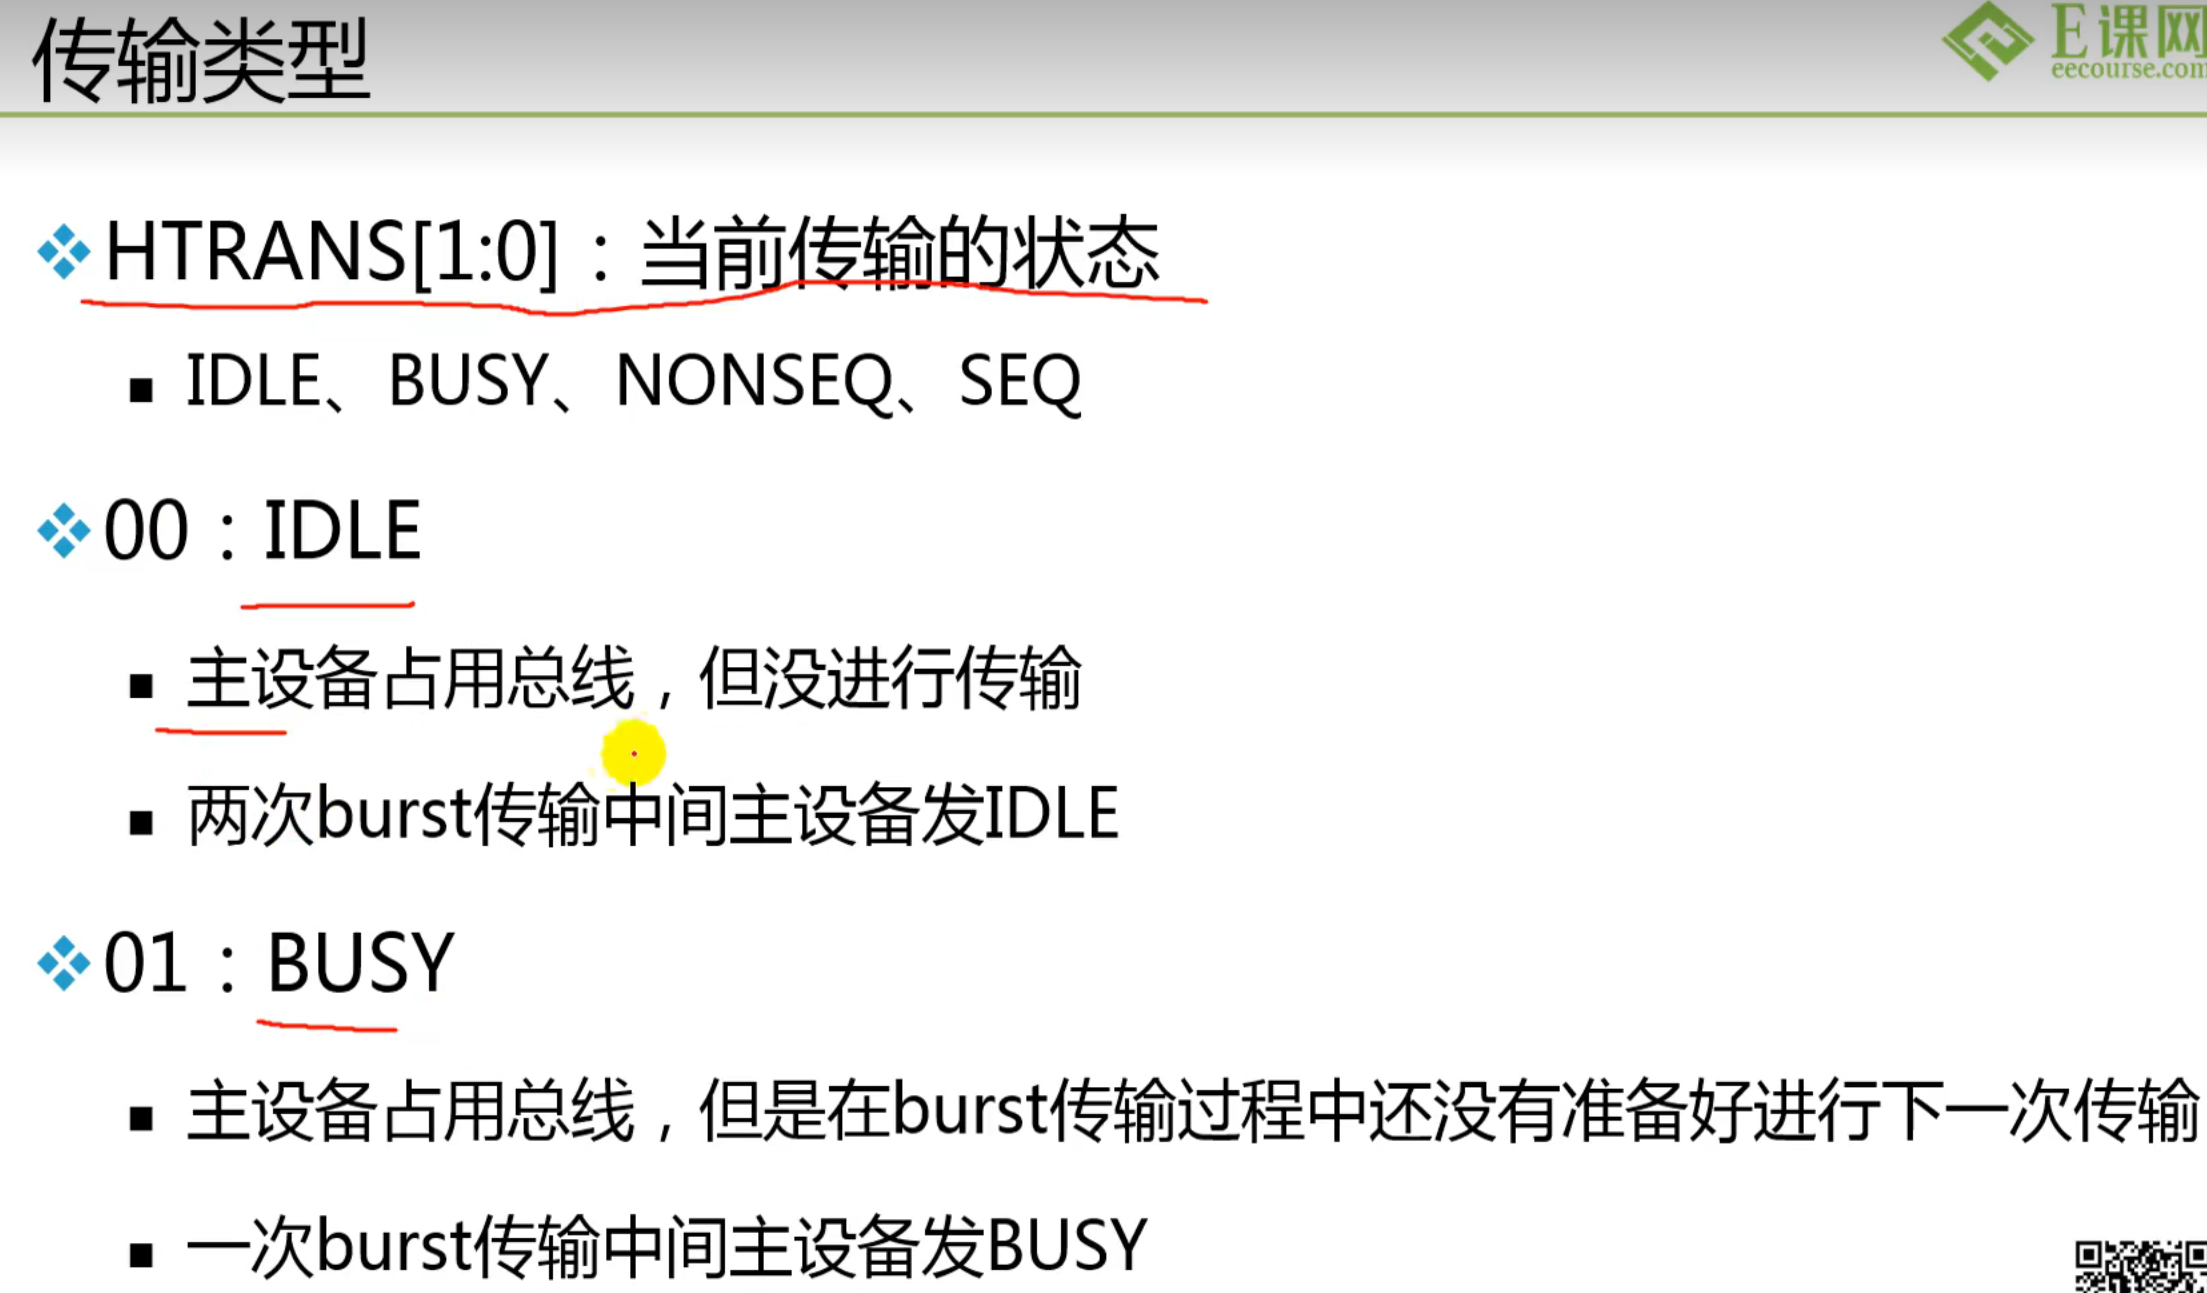 传输类型
E课网
eecourse.com
HTRANS[1:0]：当前传输的状态
IDLE、BUSY、NONSEQ、SEQ
00：IDLE
主设备占用总线，但没进行传输
两次burst传输中间主设备发IDLE
01：BUSY
主设备占用总线，但是在burst传输过程中还没有准备好进行下一次传输
一次burst传输中间主设备发BUSY